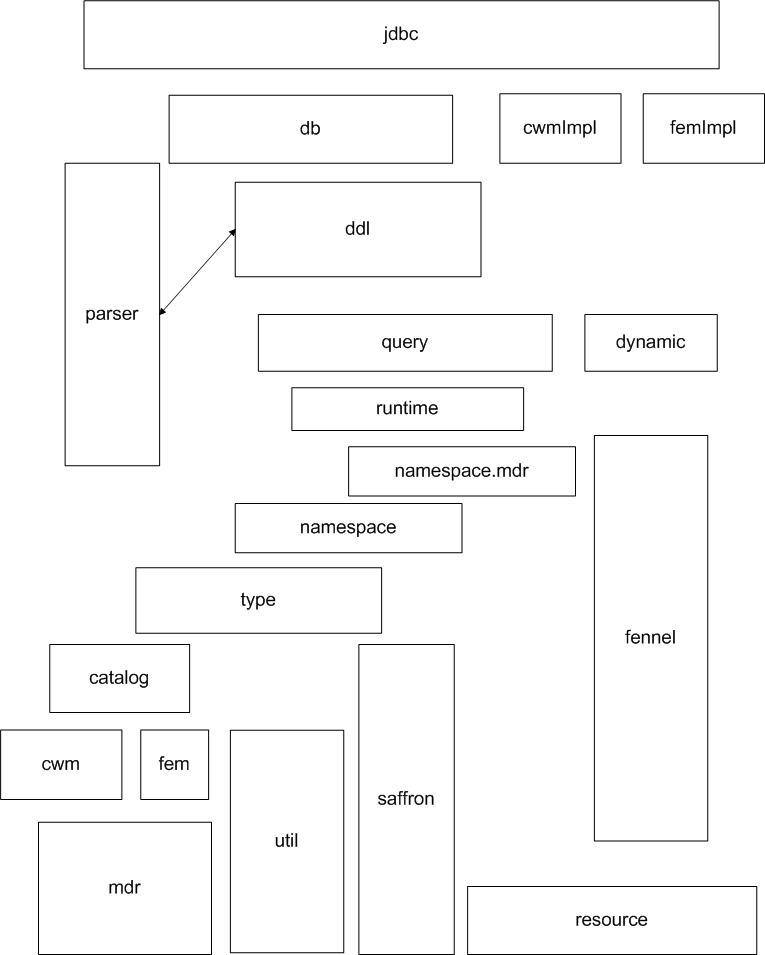 jdbc
db
cwmImpl
femImpl
ddl
parser
query
dynamic
runtime
namespace.mdr
namespace
type
fennel
catalog
cwm
fem
saffron
util
mdr
resource